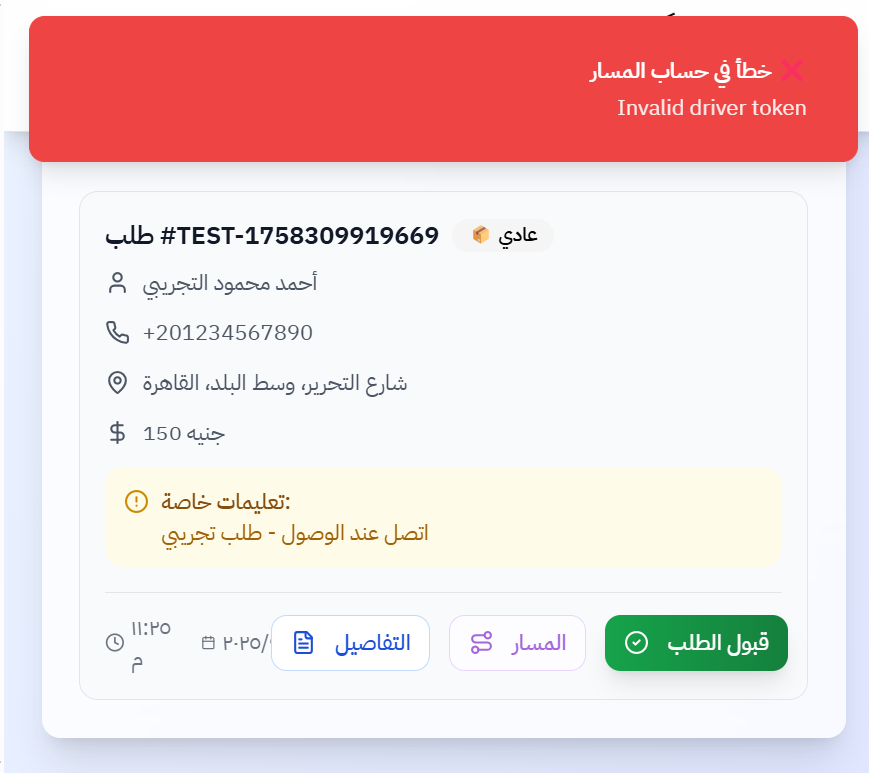 ❌ خطأ في حساب المسار
Invalid driver token
طلب #TEST-1758309919669
عادي
أحمد محمود التجريبي
+201234567890
شارع التحرير، وسط البلد، القاهرة
150 جنيه
تعليمات خاصة:
اتصل عند الوصول - طلب تجريبي
١١:٢٥
م
٢٠٢٥/
التفاصيل
المسار
قبول الطلب